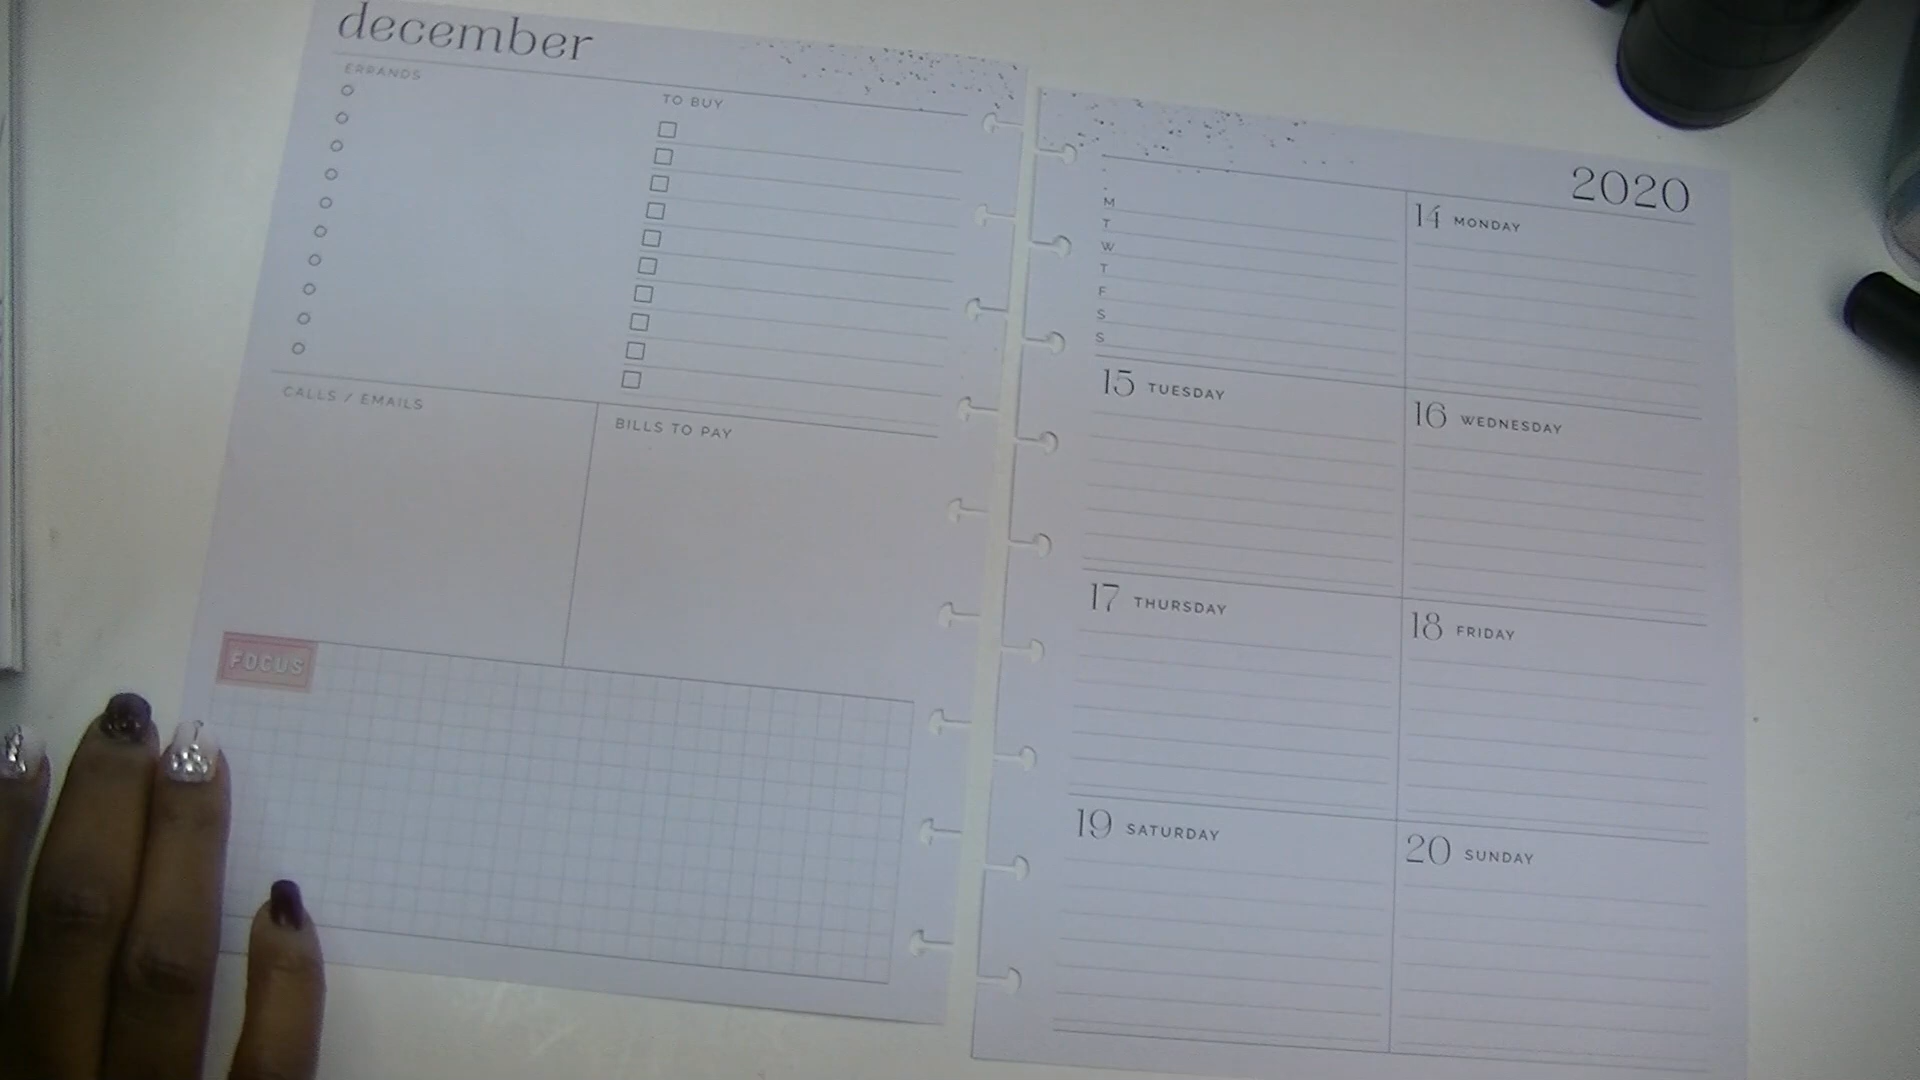 december
ERRANDS
TO BUY
CALLS / EMAILS
BILLS TO PAY
FOCUS
2020
M
T
W
T
F
S
S
14 MONDAY
15 TUESDAY
16 WEDNESDAY
17 THURSDAY
18 FRIDAY
19 SATURDAY
20 SUNDAY